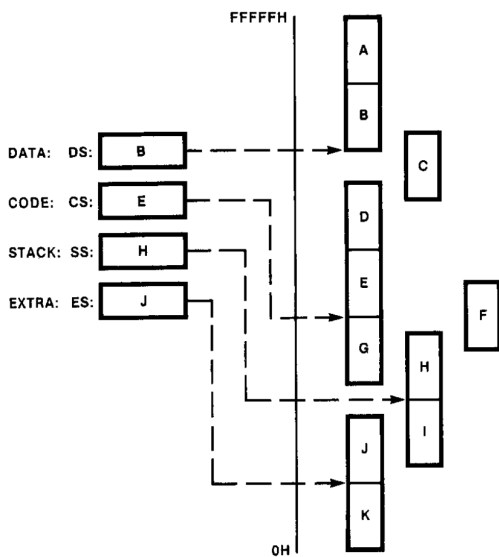 FFFFFH
A
B
DATA: DS: B
C
CODE: CS: E
D
STACK: SS: H
E
EXTRA: ES: J
F
G
H
I
J
K
0H